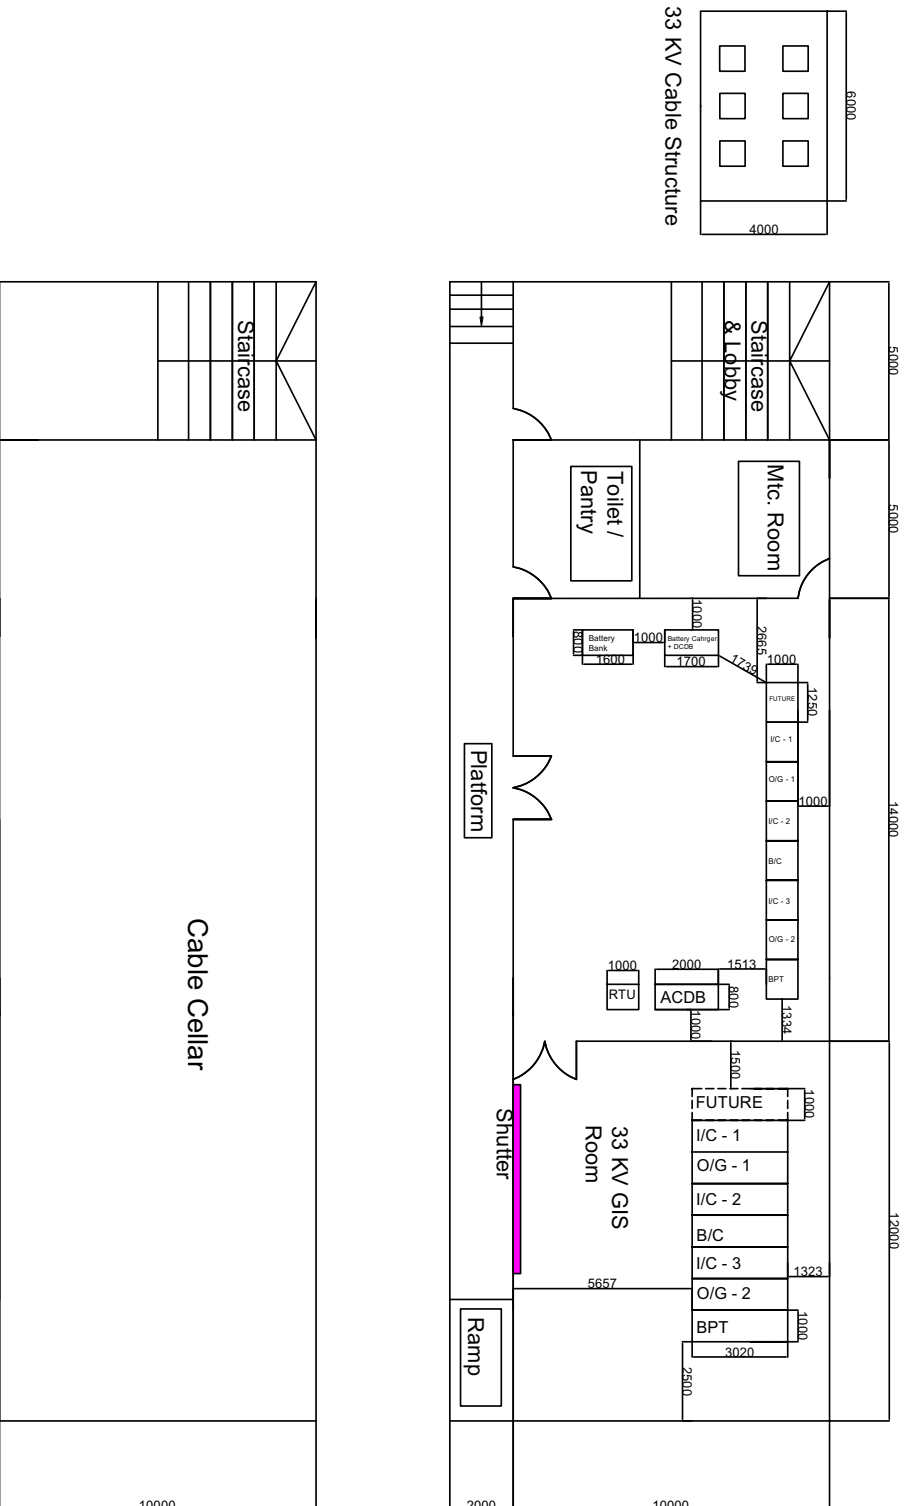 33 KV Cable Structure
6000
4000
Staircase
Staircase
& Lobby
5000
Toilet /
Pantry
Mtc. Room
5000
1000
800
Battery
Bank
1600
1000
Battery Cahrger
+ DCDB
1700
2665
1739
1000
FUTURE
1250
I/C - 1
O/G - 1
1000
I/C - 2
B/C
I/C - 3
O/G - 2
BPT
14000
Platform
Cable Cellar
1000
RTU
2000
ACDB
1513
800
1000
1334
1500
FUTURE
1000
I/C - 1
O/G - 1
I/C - 2
B/C
I/C - 3
O/G - 2
BPT
Shutter
33 KV GIS
Room
12000
1323
5657
1000
3020
2500
Ramp
10000
2000
10000